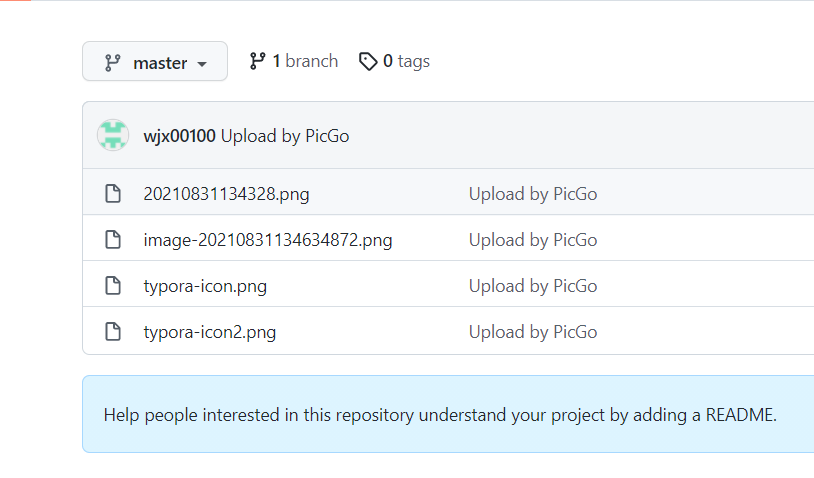 master 1 branch 0 tags
wjx00100 Upload by PicGo
20210831134328.png Upload by PicGo
image-20210831134634872.png Upload by PicGo
typora-icon.png Upload by PicGo
typora-icon2.png Upload by PicGo
Help people interested in this repository understand your project by adding a README.